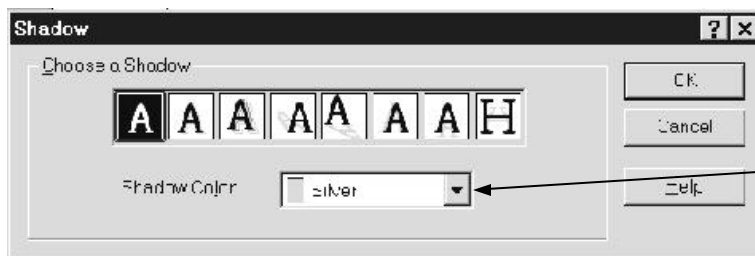 Shadow
Choose a Shadow
A A A A A A A H
Shadow Color
Silver
OK
Cancel
Help